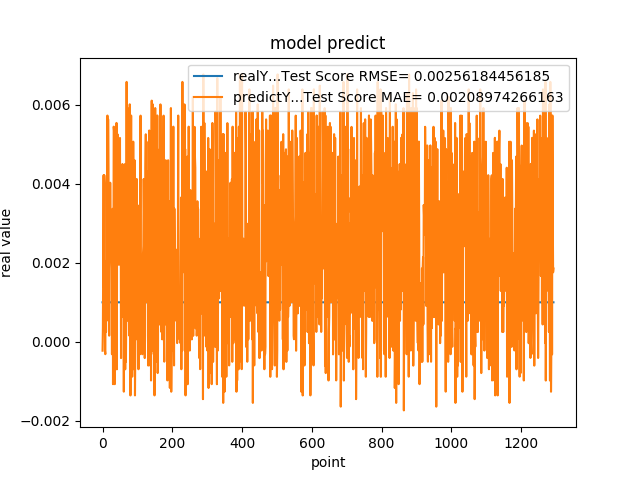 model predict
realY...Test Score RMSE= 0.00256184456185
predictY...Test Score MAE= 0.00208974266163
0.006
0.004
0.002
0.000
−0.002
real value
0 200 400 600 800 1000 1200
point